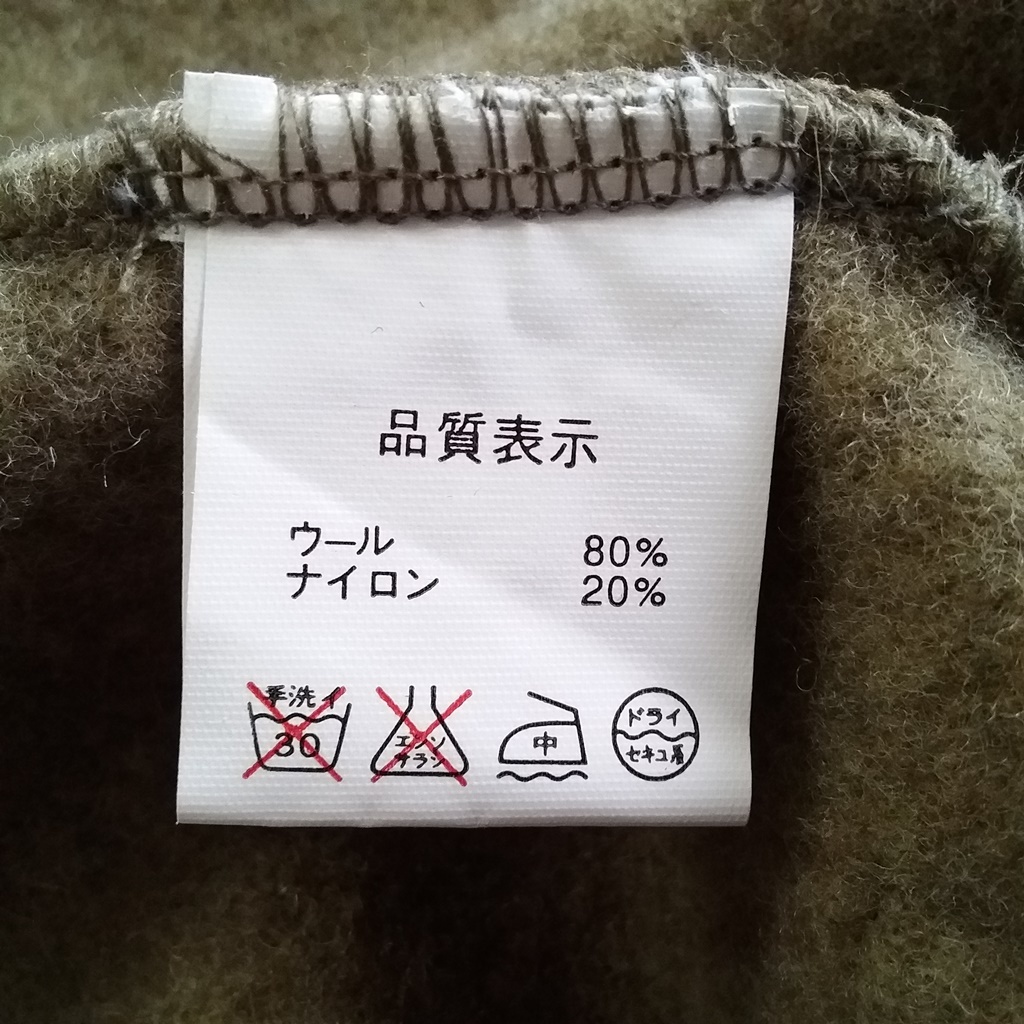 品質表示
ウール 80%
ナイロン 20%
手洗イ
30
エンソ
サラシ
中
ドライ
セキユ系